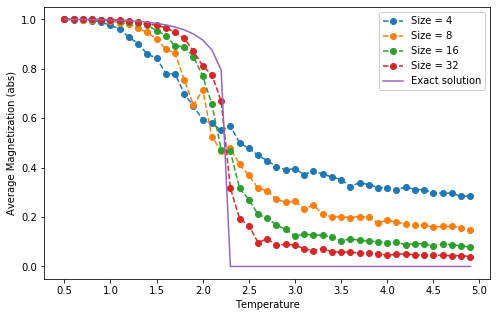 Size = 4
Size = 8
Size = 16
Size = 32
Exact solution
Average Magnetization (abs)
1.0
0.8
0.6
0.4
0.2
0.0
0.5 1.0 1.5 2.0 2.5 3.0 3.5 4.0 4.5 5.0
Temperature